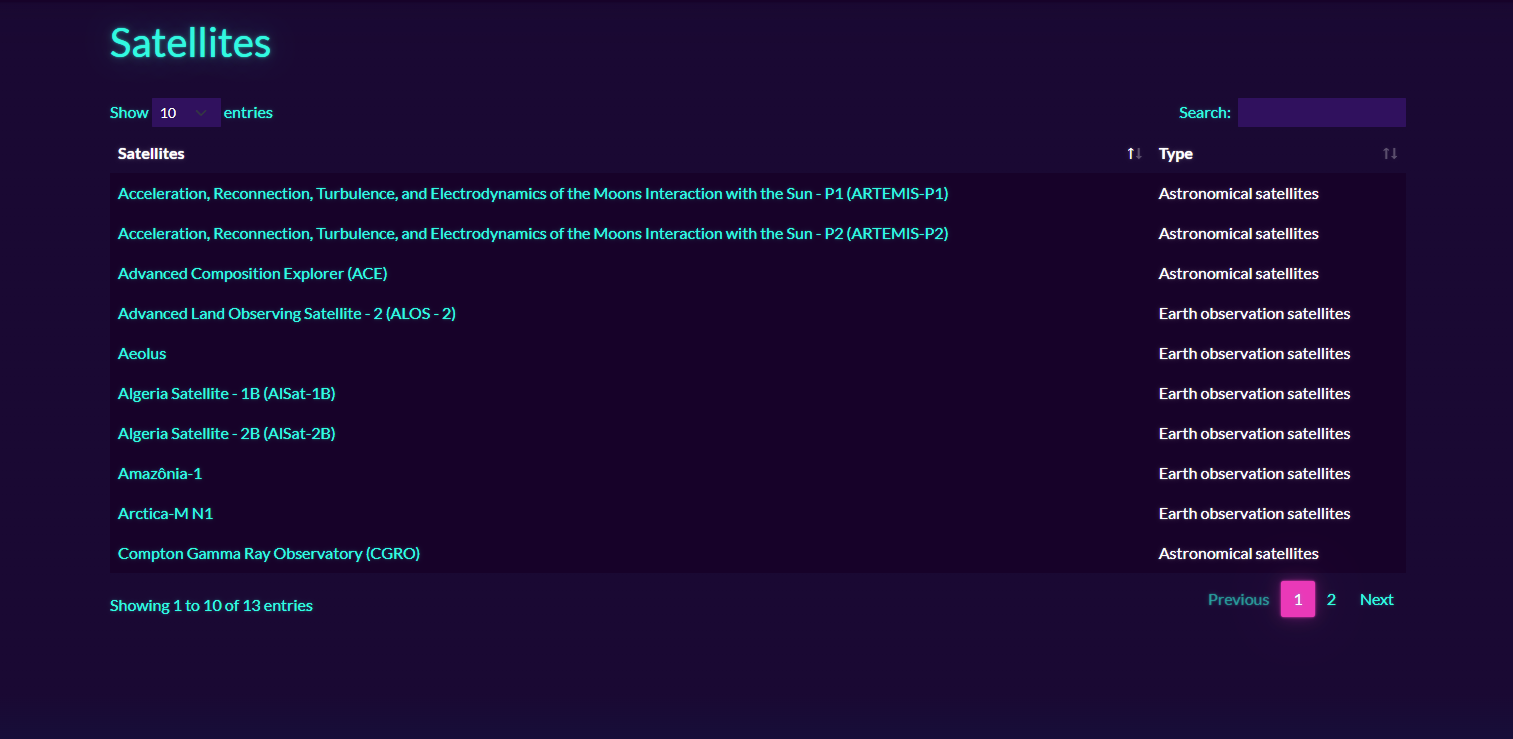 Satellites
Show 10 entries Search:
Satellites Type
Acceleration, Reconnection, Turbulence, and Electrodynamics of the Moons Interaction with the Sun - P1 (ARTEMIS-P1) Astronomical satellites
Acceleration, Reconnection, Turbulence, and Electrodynamics of the Moons Interaction with the Sun - P2 (ARTEMIS-P2) Astronomical satellites
Advanced Composition Explorer (ACE) Astronomical satellites
Advanced Land Observing Satellite - 2 (ALOS - 2) Earth observation satellites
Aeolus Earth observation satellites
Algeria Satellite - 1B (AlSat-1B) Earth observation satellites
Algeria Satellite - 2B (AlSat-2B) Earth observation satellites
Amazônia-1 Earth observation satellites
Arctica-M N1 Earth observation satellites
Compton Gamma Ray Observatory (CGRO) Astronomical satellites
Showing 1 to 10 of 13 entries Previous 1 2 Next